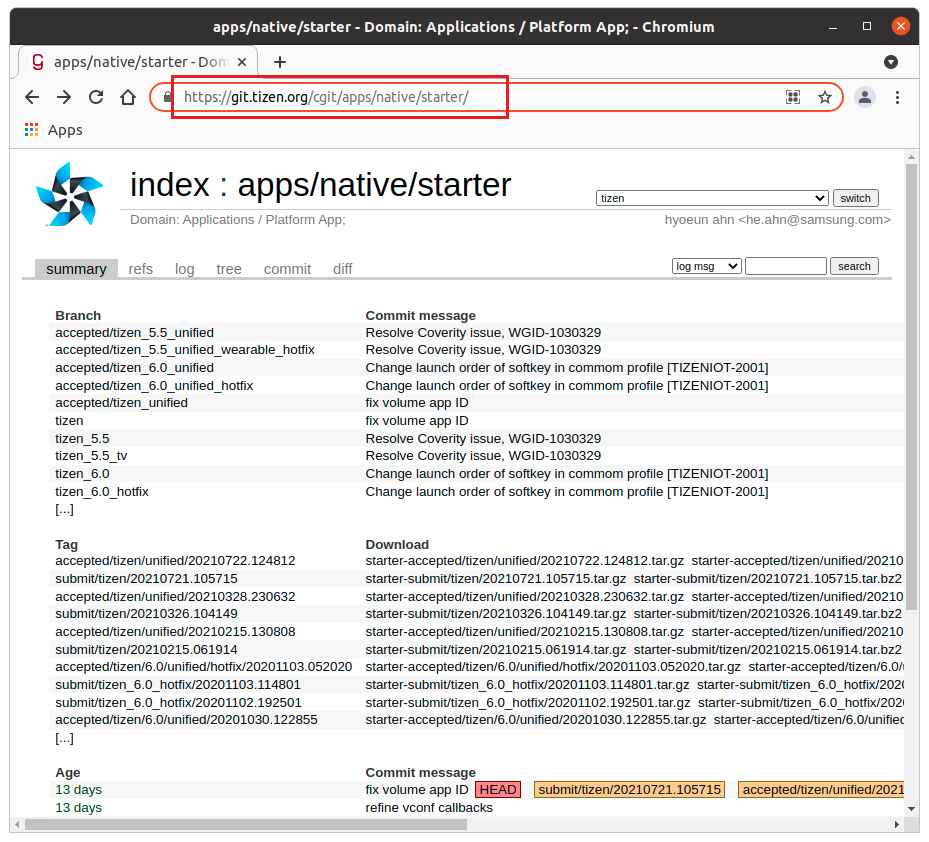 apps/native/starter - Domain: Applications / Platform App; - Chromium
apps/native/starter - Dom
https://git.tizen.org/cgit/apps/native/starter/
Apps
index : apps/native/starter
tizen switch
Domain: Applications / Platform App; hyoeun ahn <he.ahn@samsung.com>
summary refs log tree commit diff log msg search
Branch Commit message
accepted/tizen_5.5_unified Resolve Coverity issue, WGID-1030329
accepted/tizen_5.5_unified_wearable_hotfix Resolve Coverity issue, WGID-1030329
accepted/tizen_6.0_unified Change launch order of softkey in commom profile [TIZENIOT-2001]
accepted/tizen_6.0_unified_hotfix Change launch order of softkey in commom profile [TIZENIOT-2001]
accepted/tizen_unified fix volume app ID
tizen fix volume app ID
tizen_5.5 Resolve Coverity issue, WGID-1030329
tizen_5.5_tv Resolve Coverity issue, WGID-1030329
tizen_6.0 Change launch order of softkey in commom profile [TIZENIOT-2001]
tizen_6.0_hotfix Change launch order of softkey in commom profile [TIZENIOT-2001]
[...]
Tag Download
accepted/tizen/unified/20210722.124812 starter-accepted/tizen/unified/20210722.124812.tar.gz starter-accepted/tizen/unified/20210
submit/tizen/20210721.105715 starter-submit/tizen/20210721.105715.tar.gz starter-submit/tizen/20210721.105715.tar.bz2
accepted/tizen/unified/20210328.230632 starter-accepted/tizen/unified/20210328.230632.tar.gz starter-accepted/tizen/unified/20210
submit/tizen/20210326.104149 starter-submit/tizen/20210326.104149.tar.gz starter-submit/tizen/20210326.104149.tar.bz2
accepted/tizen/unified/20210215.130808 starter-accepted/tizen/unified/20210215.130808.tar.gz starter-accepted/tizen/unified/20210
submit/tizen/20210215.061914 starter-submit/tizen/20210215.061914.tar.gz starter-submit/tizen/20210215.061914.tar.bz2
accepted/tizen/6.0/unified/hotfix/20201103.052020 starter-accepted/tizen/6.0/unified/hotfix/20201103.052020.tar.gz starter-accepted/tizen/6.0/
submit/tizen_6.0_hotfix/20201103.114801 starter-submit/tizen_6.0_hotfix/20201103.114801.tar.gz starter-submit/tizen_6.0_hotfix/202
submit/tizen_6.0_hotfix/20201102.192501 starter-submit/tizen_6.0_hotfix/20201102.192501.tar.gz starter-submit/tizen_6.0_hotfix/202
accepted/tizen/6.0/unified/20201030.122855 starter-accepted/tizen/6.0/unified/20201030.122855.tar.gz starter-accepted/tizen/6.0/unified
[...]
Age Commit message
13 days fix volume app ID HEAD submit/tizen/20210721.105715 accepted/tizen/unified/2021
13 days refine vconf callbacks